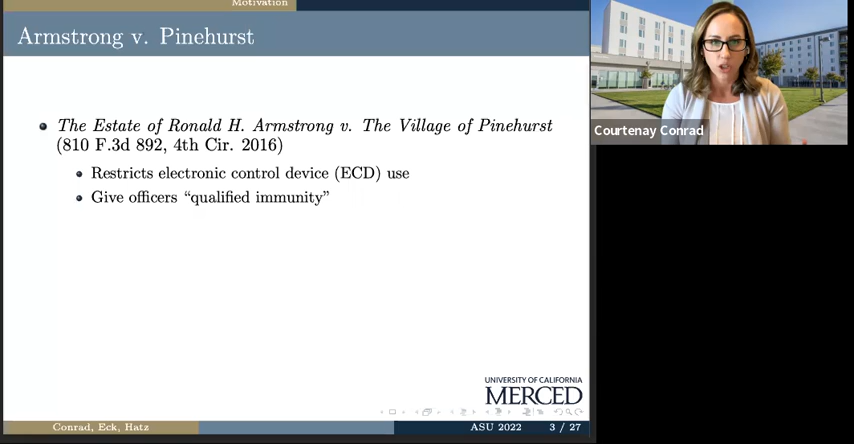 Motivation
Armstrong v. Pinehurst
The Estate of Ronald H. Armstrong v. The Village of Pinehurst
(810 F.3d 892, 4th Cir. 2016)
Restricts electronic control device (ECD) use
Give officers “qualified immunity”
UNIVERSITY OF CALIFORNIA
MERCED
Conrad, Eck, Hatz
ASU 2022
3 / 27
Courtenay Conrad